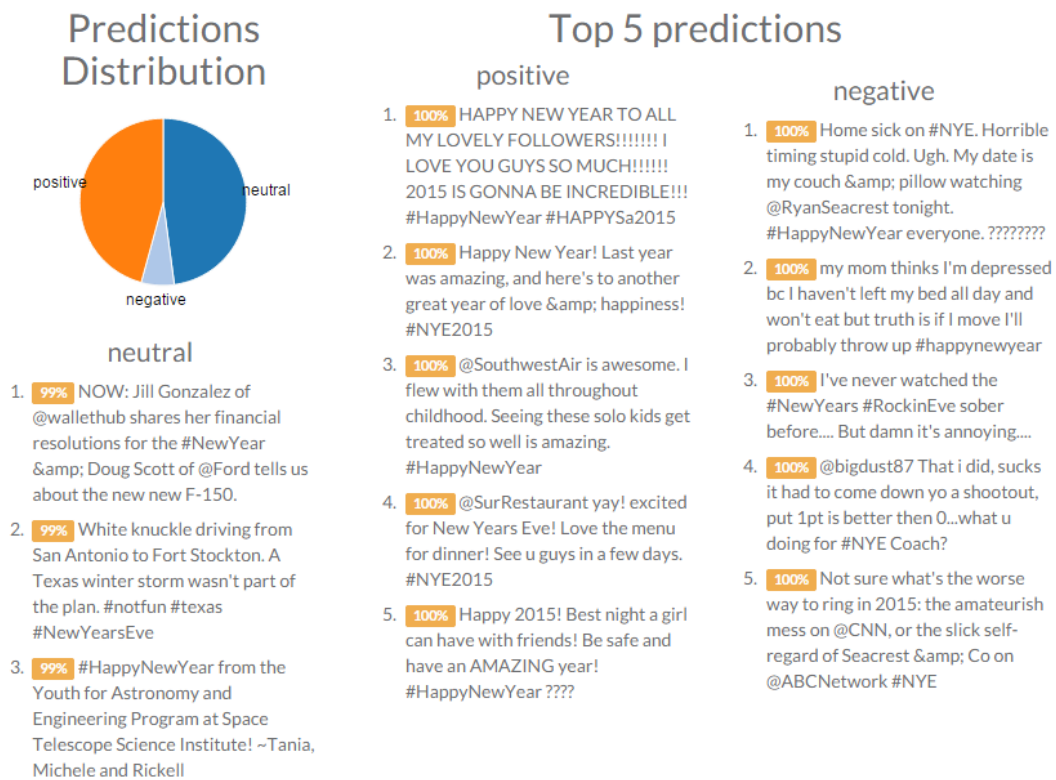 Predictions
Distribution
positive
neutral
negative
neutral
1. 99% NOW: Jill Gonzalez of
@wallethub shares her financial
resolutions for the #NewYear
&amp; Doug Scott of @Ford tells us
about the new new F-150.
2. 99% White knuckle driving from
San Antonio to Fort Stockton. A
Texas winter storm wasn't part of
the plan. #notfun #texas
#NewYearsEve
3. 99% #HappyNewYear from the
Youth for Astronomy and
Engineering Program at Space
Telescope Science Institute! ~Tania,
Michele and Rickell
Top 5 predictions
positive
1. 100% HAPPY NEW YEAR TO ALL
MY LOVELY FOLLOWERS!!!!!!! I
LOVE YOU GUYS SO MUCH!!!!!!
2015 IS GONNA BE INCREDIBLE!!!
#HappyNewYear #HAPPYSa2015
2. 100% Happy New Year! Last year
was amazing, and here's to another
great year of love &amp; happiness!
#NYE2015
3. 100% @SouthwestAir is awesome. I
flew with them all throughout
childhood. Seeing these solo kids get
treated so well is amazing.
#HappyNewYear
4. 100% @SurRestaurant yay! excited
for New Years Eve! Love the menu
for dinner! See u guys in a few days.
#NYE2015
5. 100% Happy 2015! Best night a girl
can have with friends! Be safe and
have an AMAZING year!
#HappyNewYear ????
negative
1. 100% Home sick on #NYE. Horrible
timing stupid cold. Ugh. My date is
my couch &amp; pillow watching
@RyanSeacrest tonight.
#HappyNewYear everyone. ????????
2. 100% my mom thinks I'm depressed
bc I haven't left my bed all day and
won't eat but truth is if I move I'll
probably throw up #happynewyear
3. 100% I've never watched the
#NewYears #RockinEve sober
before.... But damn it's annoying....
4. 100% @bigdust87 That i did, sucks
it had to come down yo a shootout,
put 1pt is better then 0...what u
doing for #NYE Coach?
5. 100% Not sure what's the worse
way to ring in 2015: the amateurish
mess on @CNN, or the slick self-
regard of Seacrest &amp; Co on
@ABCNetwork #NYE